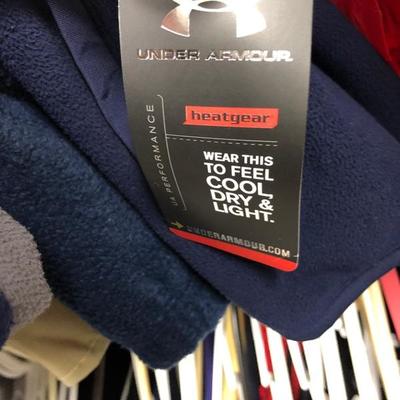 UNDER ARMOUR.
heatgear
UA PERFORMANCE
WEAR THIS
TO FEEL
COOL,
DRY &
LIGHT.
UNDERARMOUR.COM